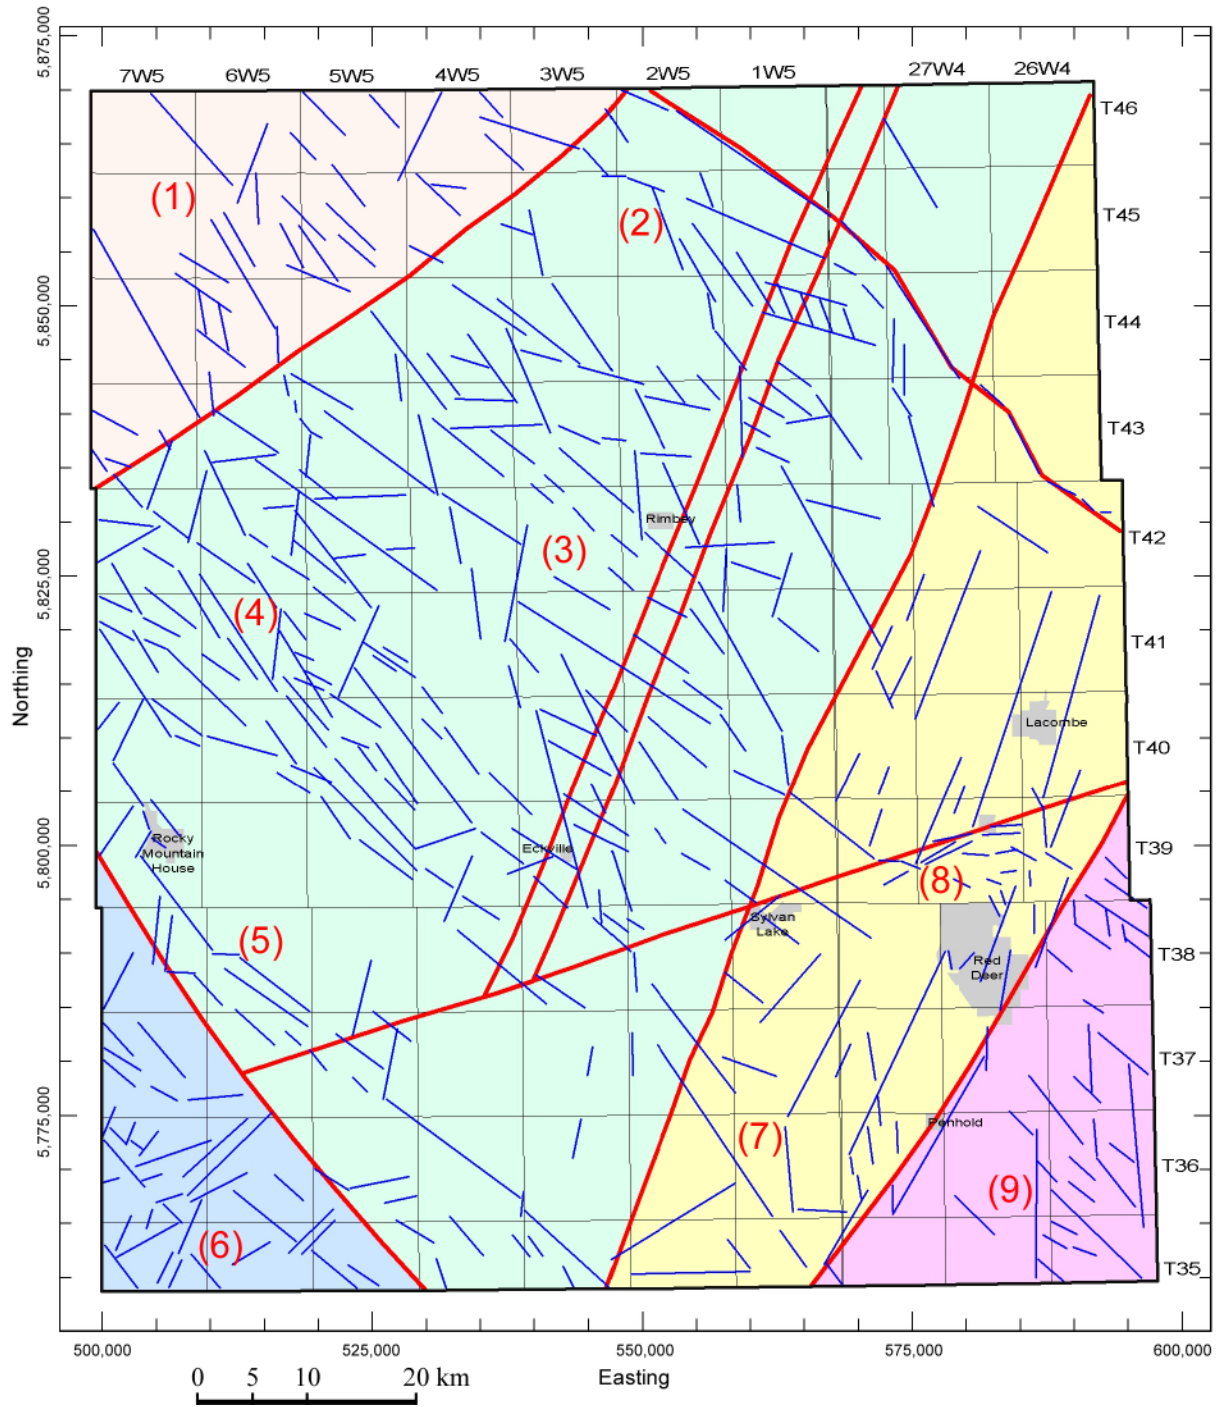 7W5 6W5 5W5 4W5 3W5 2W5 1W5 27W4 26W4
5,875,000
T46
(1)
T45
(2)
5,850,000
T44
T43
Rimbey
T42
(3)
5,825,000
(4)
T41
Northing
Lacombe
T40
Rocky
Mountain
House
Eckville
5,800,000
T39
(8)
Sylvan
Lake
(5)
Red
Deer
T38
T37
5,775,000
Penhold
(7)
T36
(9)
(6)
T35
500,000 525,000 550,000 575,000 600,000
Easting
0 5 10 20 km